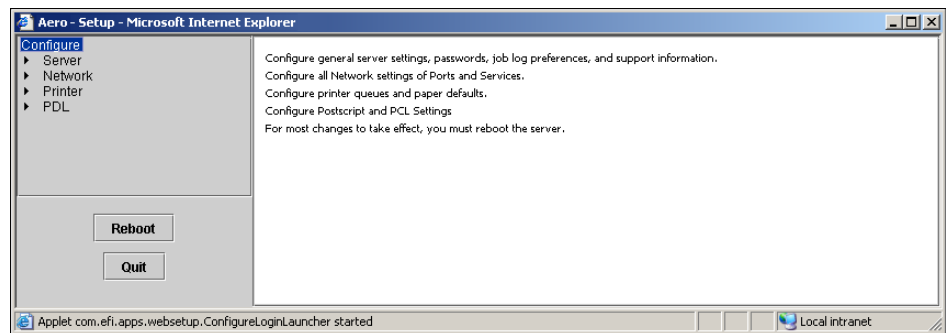 Aero - Setup - Microsoft Internet Explorer
Configure
Server
Network
Printer
PDL
Configure general server settings, passwords, job log preferences, and support information.
Configure all Network settings of Ports and Services.
Configure printer queues and paper defaults.
Configure Postscript and PCL Settings
For most changes to take effect, you must reboot the server.
Reboot
Quit
Applet com.efi.apps.websetup.ConfigureLoginLauncher started
Local intranet